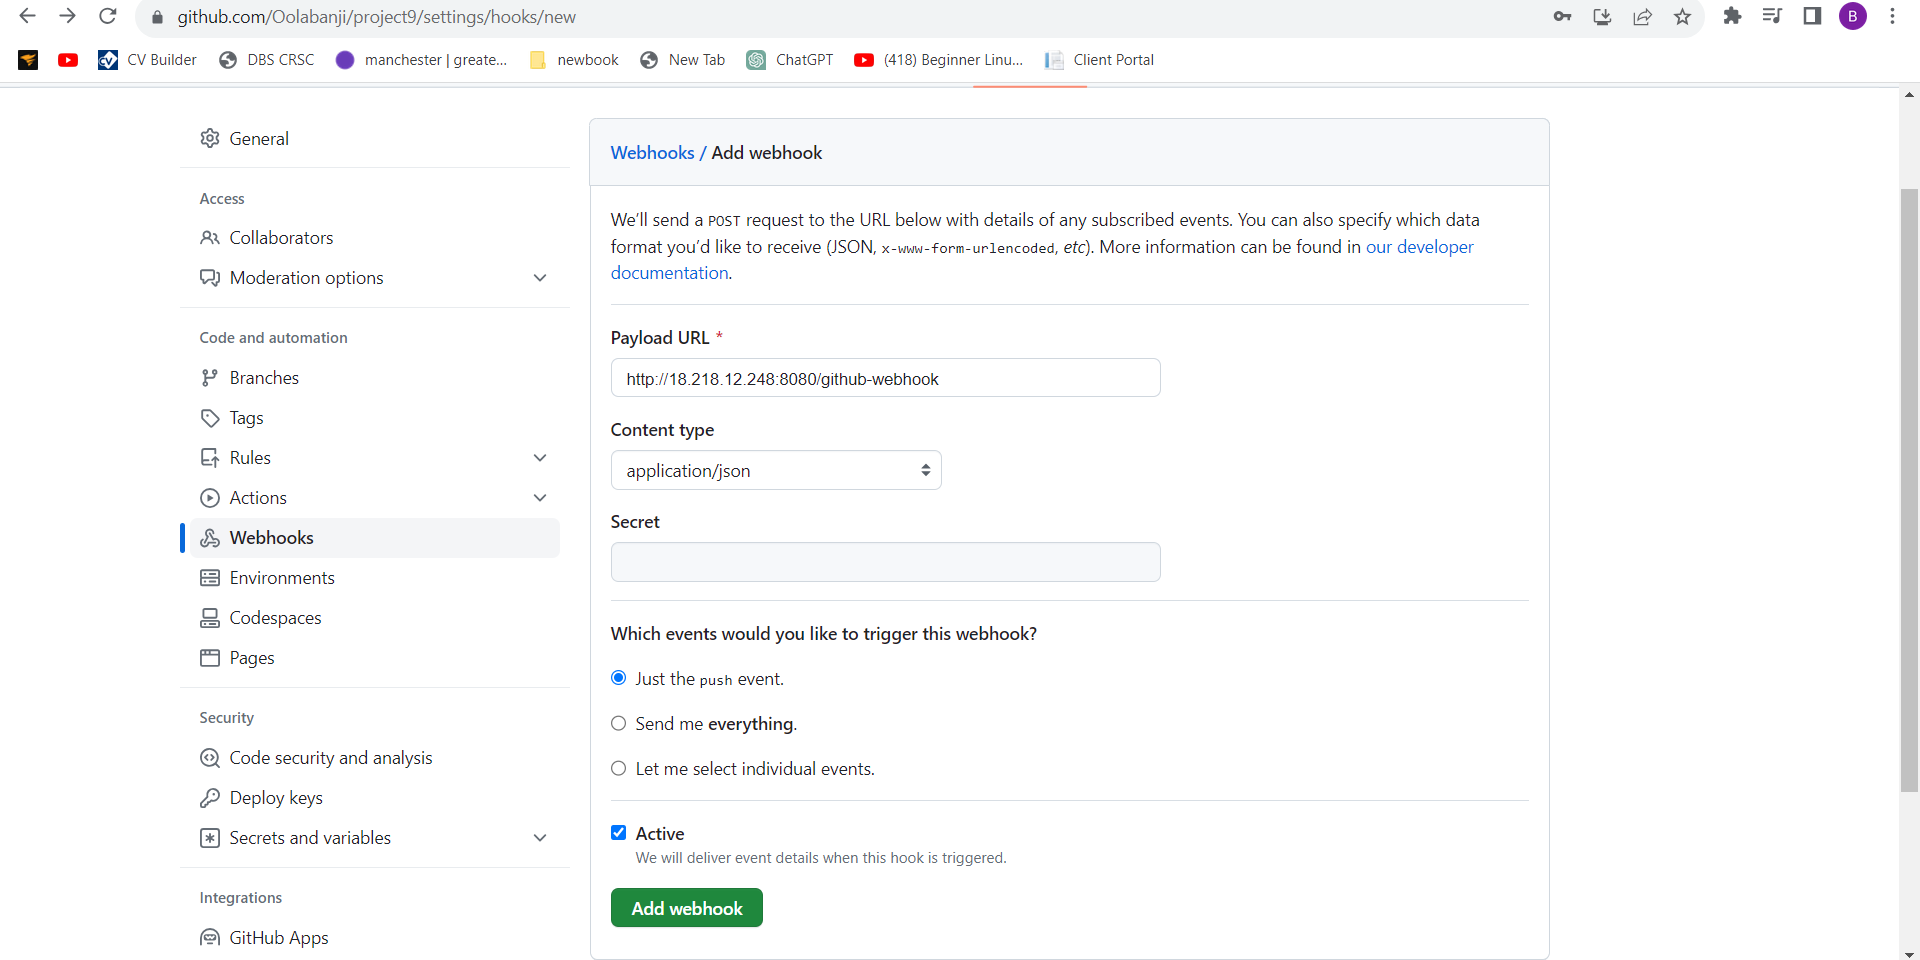 github.com/Oolabanji/project9/settings/hooks/new
B
CV Builder
DBS CRSC
manchester | greate...
newbook
New Tab
ChatGPT
(418) Beginner Linu...
Client Portal
General
Access
Collaborators
Moderation options
Code and automation
Branches
Tags
Rules
Actions
Webhooks
Environments
Codespaces
Pages
Security
Code security and analysis
Deploy keys
Secrets and variables
Integrations
GitHub Apps
Webhooks / Add webhook
We’ll send a POST request to the URL below with details of any subscribed events. You can also specify which data
format you’d like to receive (JSON, x-www-form-urlencoded, etc). More information can be found in our developer
documentation.
Payload URL *
http://18.218.12.248:8080/github-webhook
Content type
application/json
Secret
Which events would you like to trigger this webhook?
Just the push event.
Send me everything.
Let me select individual events.
Active
We will deliver event details when this hook is triggered.
Add webhook